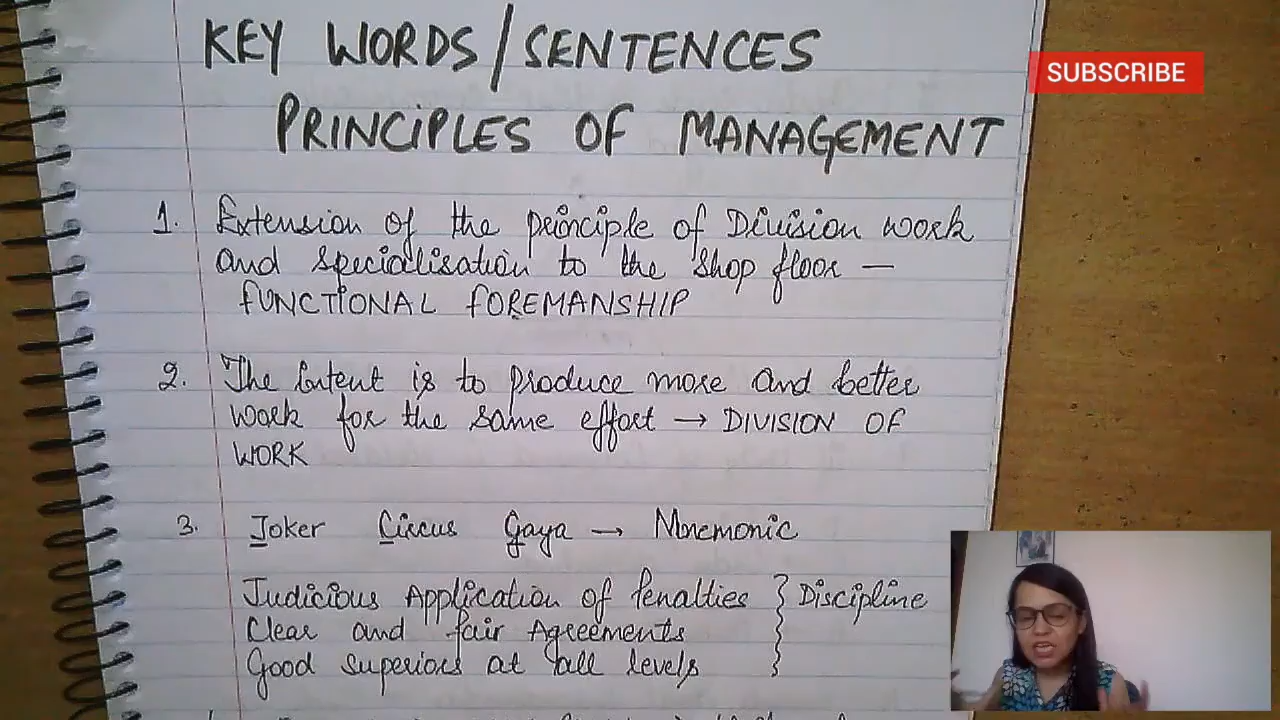 KEY WORDS/SENTENCES
SUBSCRIBE
PRINCIPLES OF MANAGEMENT
1. Extension of the principle of Division work
and specialisation to the shop floor —
FUNCTIONAL FOREMANSHIP
2. The intent is to produce more and better
work for the same effort → DIVISION OF
WORK
3. Joker Circus Gaya → Mnemonic
Judicious Application of Penalties } Discipline
Clear and fair Agreements
Good superiors at all levels